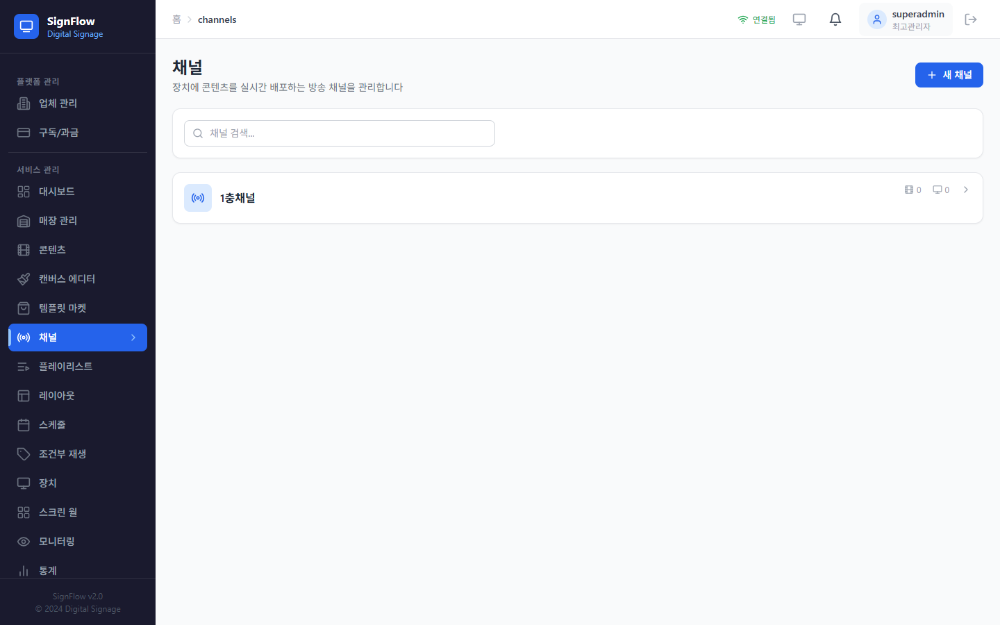 SignFlow
Digital Signage
플랫폼 관리
업체 관리
구독/과금
서비스 관리
대시보드
매장 관리
콘텐츠
캔버스 에디터
템플릿 마켓
채널
플레이리스트
레이아웃
스케줄
조건부 재생
장치
스크린 월
모니터링
통계
SignFlow v2.0
© 2024 Digital Signage
홈 channels
연결됨
superadmin
최고관리자
채널
장치에 콘텐츠를 실시간 배포하는 방송 채널을 관리합니다
새 채널
채널 검색...
1층채널
0 0